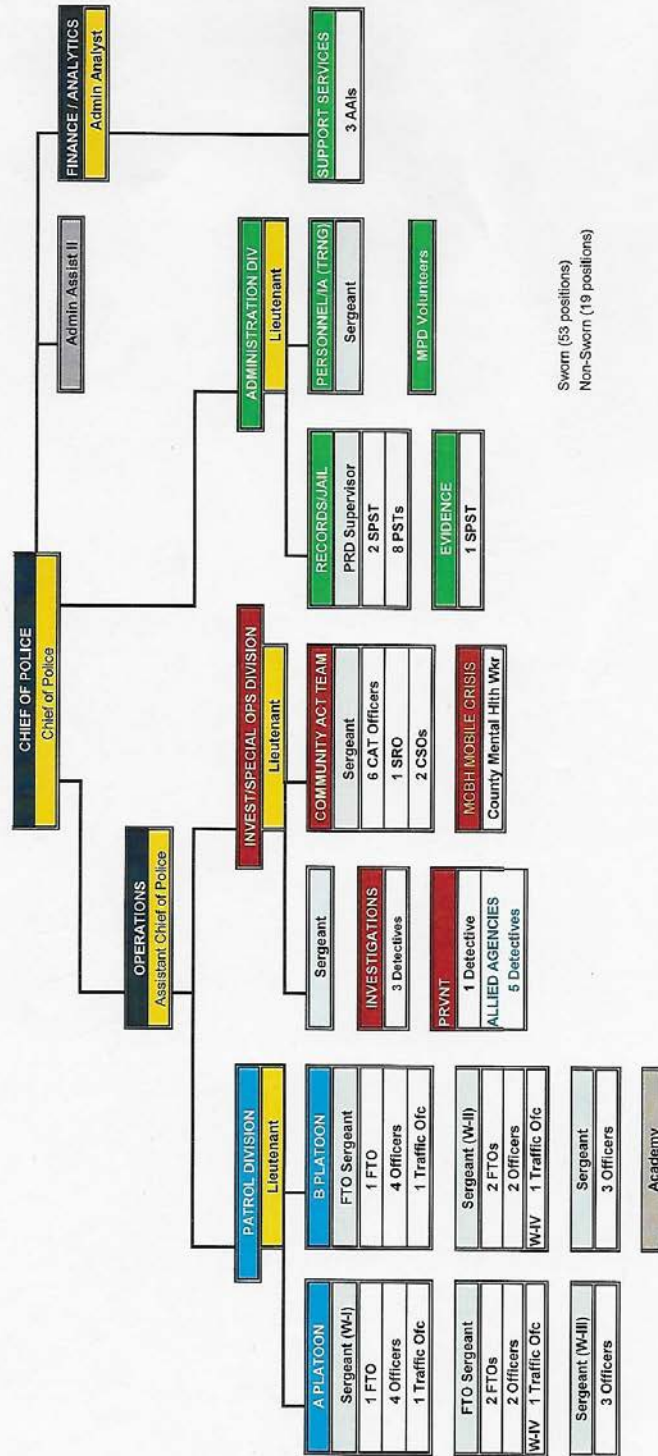 CHIEF OF POLICE
Chief of Police
Admin Assist II
FINANCE / ANALYTICS
Admin Analyst
OPERATIONS
Assistant Chief of Police
PATROL DIVISION
Lieutenant
INVEST/SPECIAL OPS DIVISION
Lieutenant
ADMINISTRATION DIV
Lieutenant
A PLATOON
Sergeant (W-I)
1 FTO
4 Officers
1 Traffic Ofc
FTO Sergeant
2 FTOs
2 Officers
W-IV 1 Traffic Ofc
Sergeant (W-III)
3 Officers
B PLATOON
FTO Sergeant
1 FTO
4 Officers
1 Traffic Ofc
Sergeant (W-II)
2 FTOs
2 Officers
W-IV 1 Traffic Ofc
Sergeant
3 Officers
Academy
Sergeant
INVESTIGATIONS
3 Detectives
PRVNT
1 Detective
ALLIED AGENCIES
5 Detectives
COMMUNITY ACT TEAM
Sergeant
6 CAT Officers
1 SRO
2 CSOs
MCBH MOBILE CRISIS
County Mental Hlth Wkr
RECORDS/JAIL
PRD Supervisor
2 SPST
8 PSTs
EVIDENCE
1 SPST
PERSONNEL/IA (TRNG)
Sergeant
MPD Volunteers
SUPPORT SERVICES
3 AAIs
Sworn (53 positions)
Non-Sworn (19 positions)